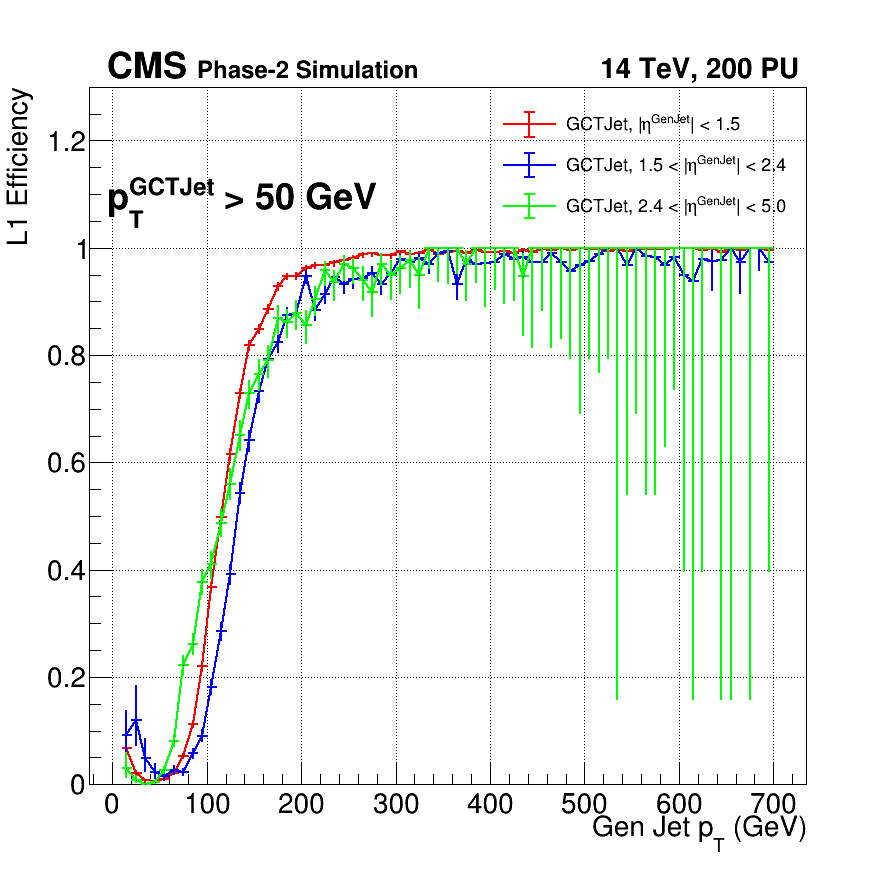 CMS Phase-2 Simulation 14 TeV, 200 PU
L1 Efficiency
GCTJet, |η^GenJet| < 1.5
GCTJet, 1.5 < |η^GenJet| < 2.4
GCTJet, 2.4 < |η^GenJet| < 5.0
p_T^GCTJet > 50 GeV
1.2
1
0.8
0.6
0.4
0.2
0
0 100 200 300 400 500 600 700
Gen Jet p_T (GeV)